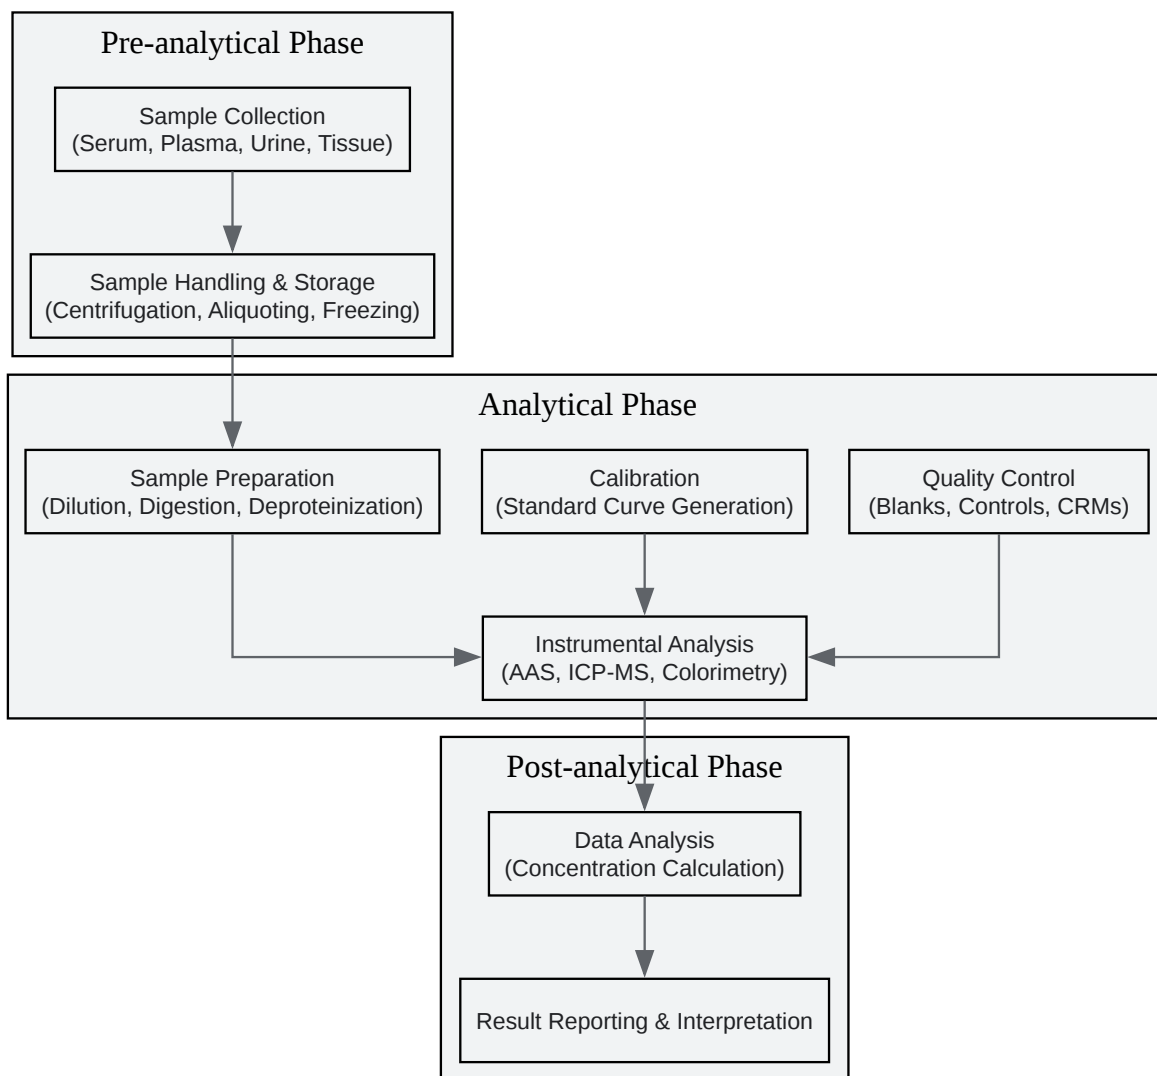 Pre-analytical Phase
Sample Collection
(Serum, Plasma, Urine, Tissue)
Sample Handling & Storage
(Centrifugation, Aliquoting, Freezing)
Analytical Phase
Sample Preparation
(Dilution, Digestion, Deproteinization)
Calibration
(Standard Curve Generation)
Quality Control
(Blanks, Controls, CRMs)
Instrumental Analysis
(AAS, ICP-MS, Colorimetry)
Post-analytical Phase
Data Analysis
(Concentration Calculation)
Result Reporting & Interpretation